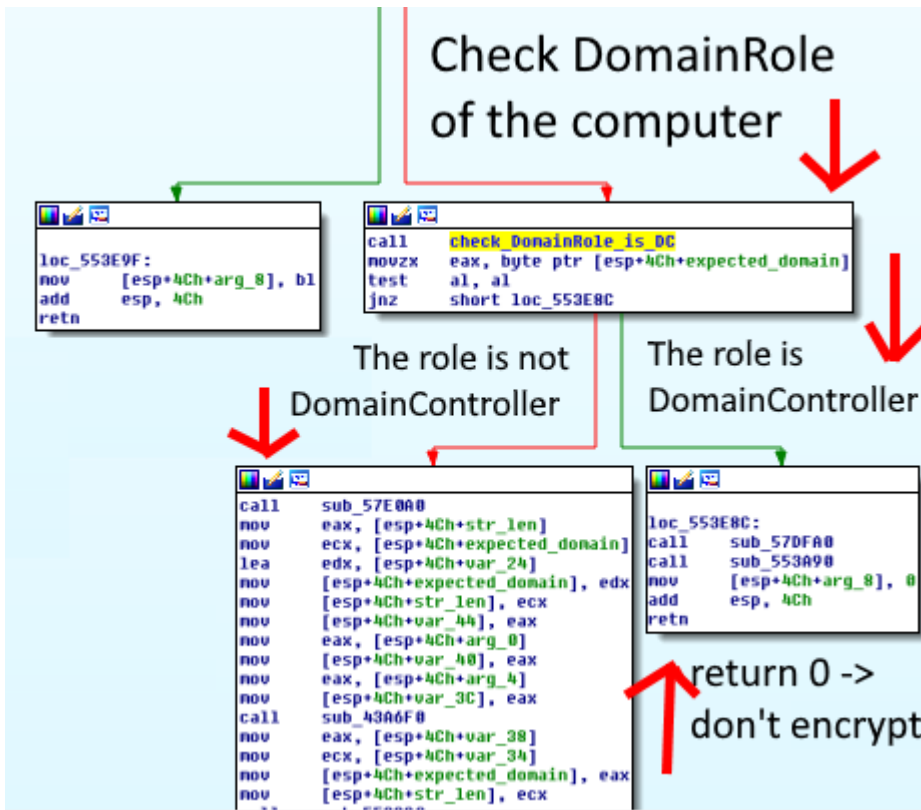 Check DomainRole
of the computer
loc_553E9F:
mov [esp+4Ch+arg_8], bl
add esp, 4Ch
retn
call check_DomainRole_is_DC
movzx eax, byte ptr [esp+4Ch+expected_domain]
test al, al
jnz short loc_553E8C
The role is not
DomainController
The role is
DomainController
call sub_57E0A0
mov eax, [esp+4Ch+str_len]
mov ecx, [esp+4Ch+expected_domain]
lea edx, [esp+4Ch+var_24]
mov [esp+4Ch+expected_domain], edx
mov [esp+4Ch+str_len], ecx
mov [esp+4Ch+var_44], eax
mov eax, [esp+4Ch+arg_0]
mov [esp+4Ch+var_40], eax
mov eax, [esp+4Ch+arg_4]
mov [esp+4Ch+var_3C], eax
call sub_43A6F0
mov eax, [esp+4Ch+var_38]
mov ecx, [esp+4Ch+var_34]
mov [esp+4Ch+expected_domain], eax
mov [esp+4Ch+str_len], ecx
loc_553E8C:
call sub_57DFA0
call sub_553A90
mov [esp+4Ch+arg_8], 0
add esp, 4Ch
retn
return 0 ->
don't encrypt